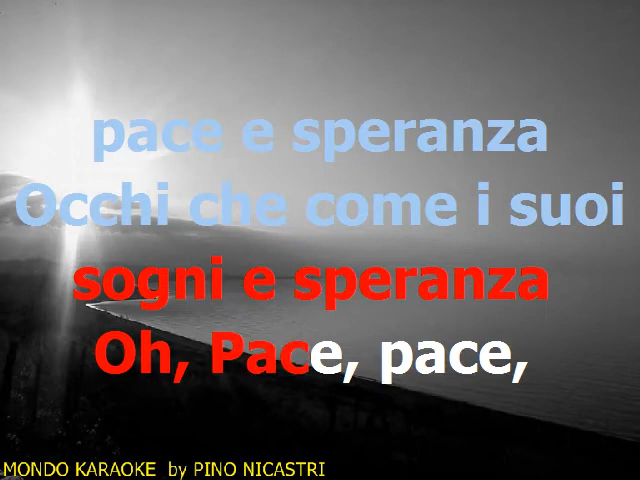 pace e speranza
Occhi che come i suoi
sogni e speranza
Oh, Pace, pace,
MONDO KARAOKE by PINO NICASTRI